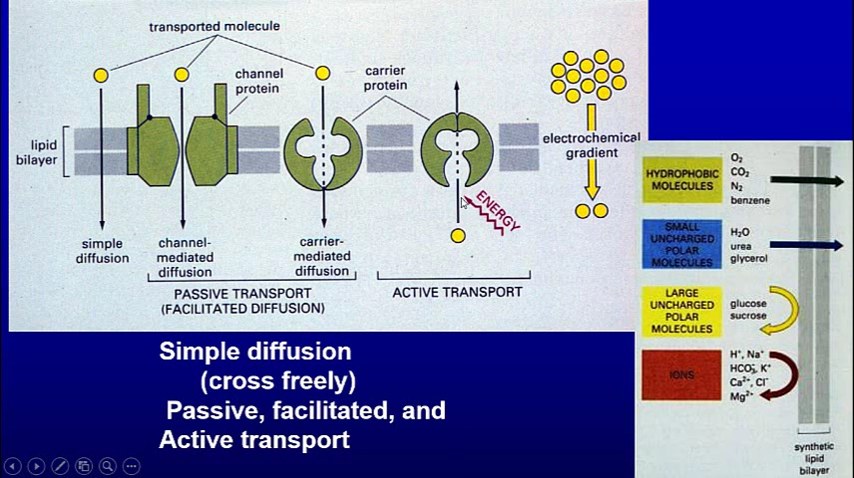 transported molecule
channel
protein
carrier
protein
lipid
bilayer
electrochemical
gradient
ENERGY
simple
diffusion
channel-
mediated
diffusion
carrier-
mediated
diffusion
PASSIVE TRANSPORT
(FACILITATED DIFFUSION)
ACTIVE TRANSPORT
HYDROPHOBIC
MOLECULES
O₂
CO₂
N₂
benzene
SMALL
UNCHARGED
POLAR
MOLECULES
H₂O
urea
glycerol
LARGE
UNCHARGED
POLAR
MOLECULES
glucose
sucrose
IONS
H⁺, Na⁺
HCO₃⁻, K⁺
Ca²⁺, Cl⁻
Mg²⁺
synthetic
lipid
bilayer
Simple diffusion
(cross freely)
Passive, facilitated, and
Active transport